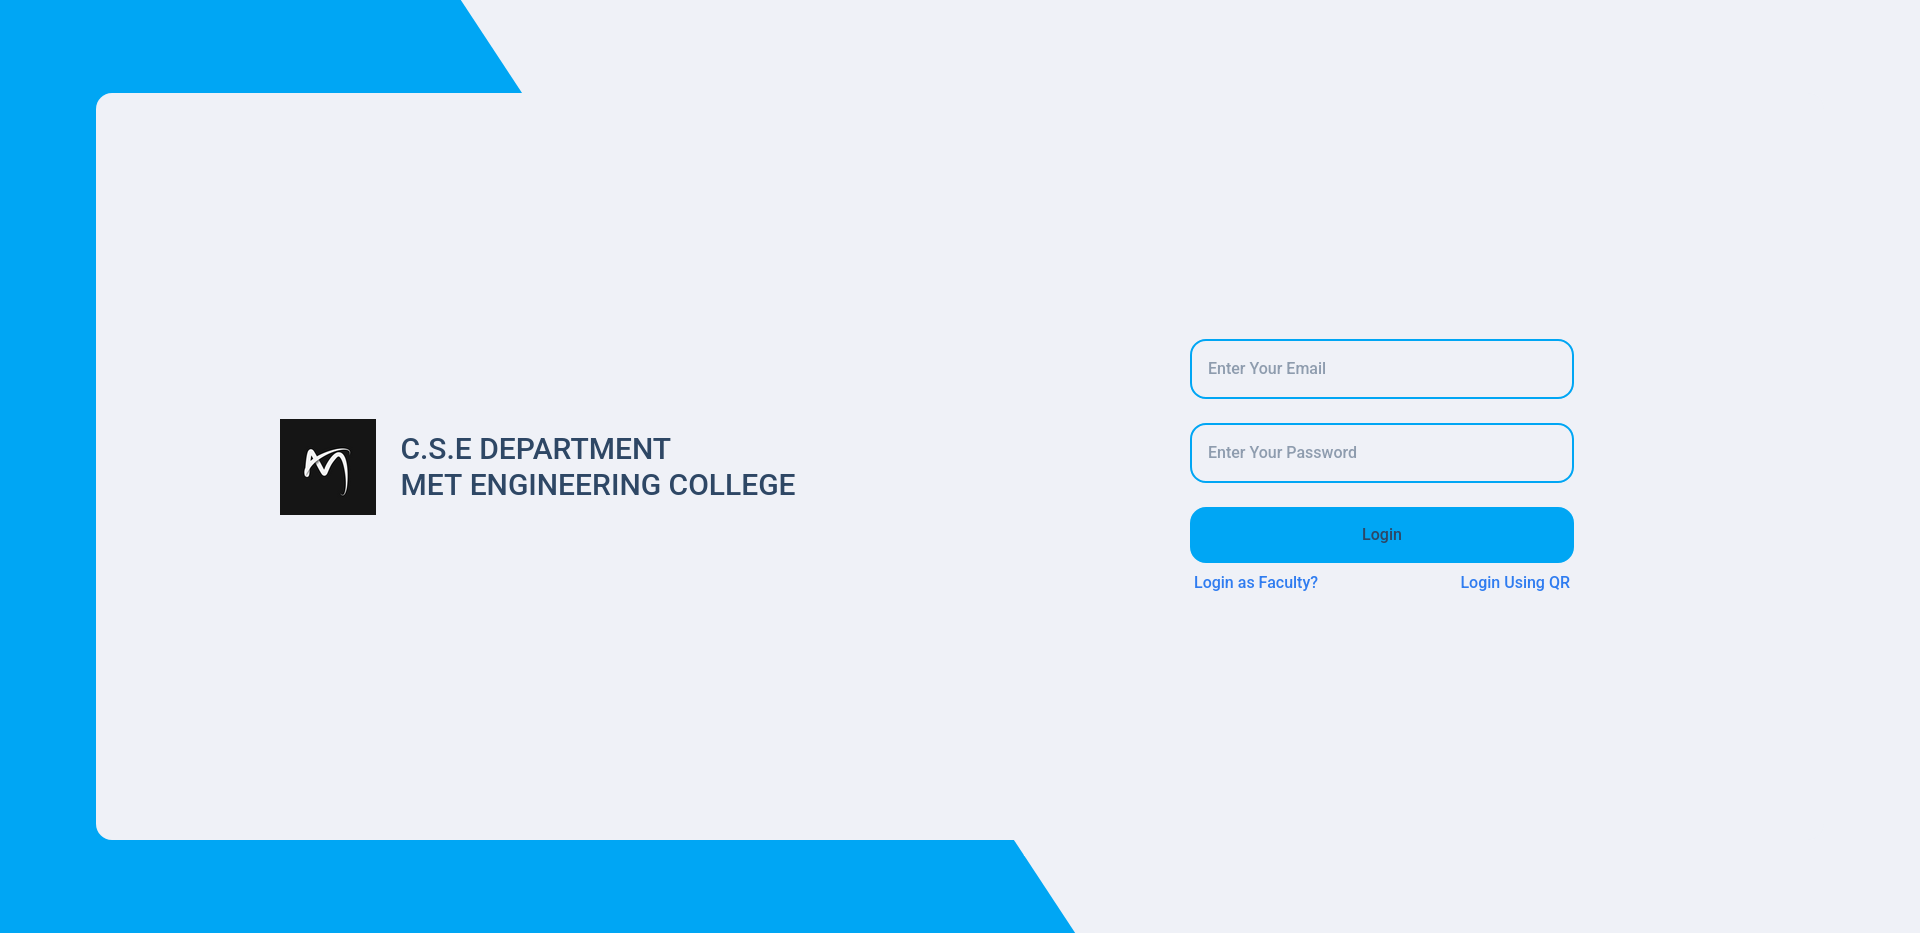 C.S.E DEPARTMENT
MET ENGINEERING COLLEGE
Enter Your Email
Enter Your Password
Login
Login as Faculty?
Login Using QR